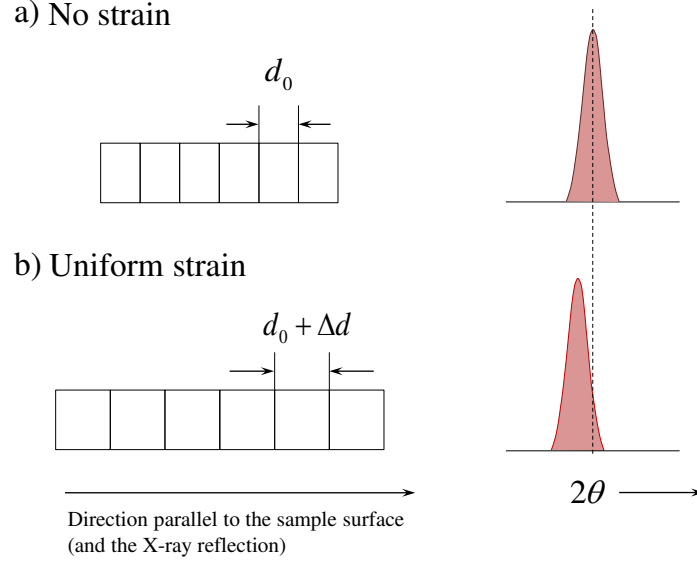 a) No strain
d₀
b) Uniform strain
d₀ + Δd
2θ
Direction parallel to the sample surface
(and the X-ray reflection)